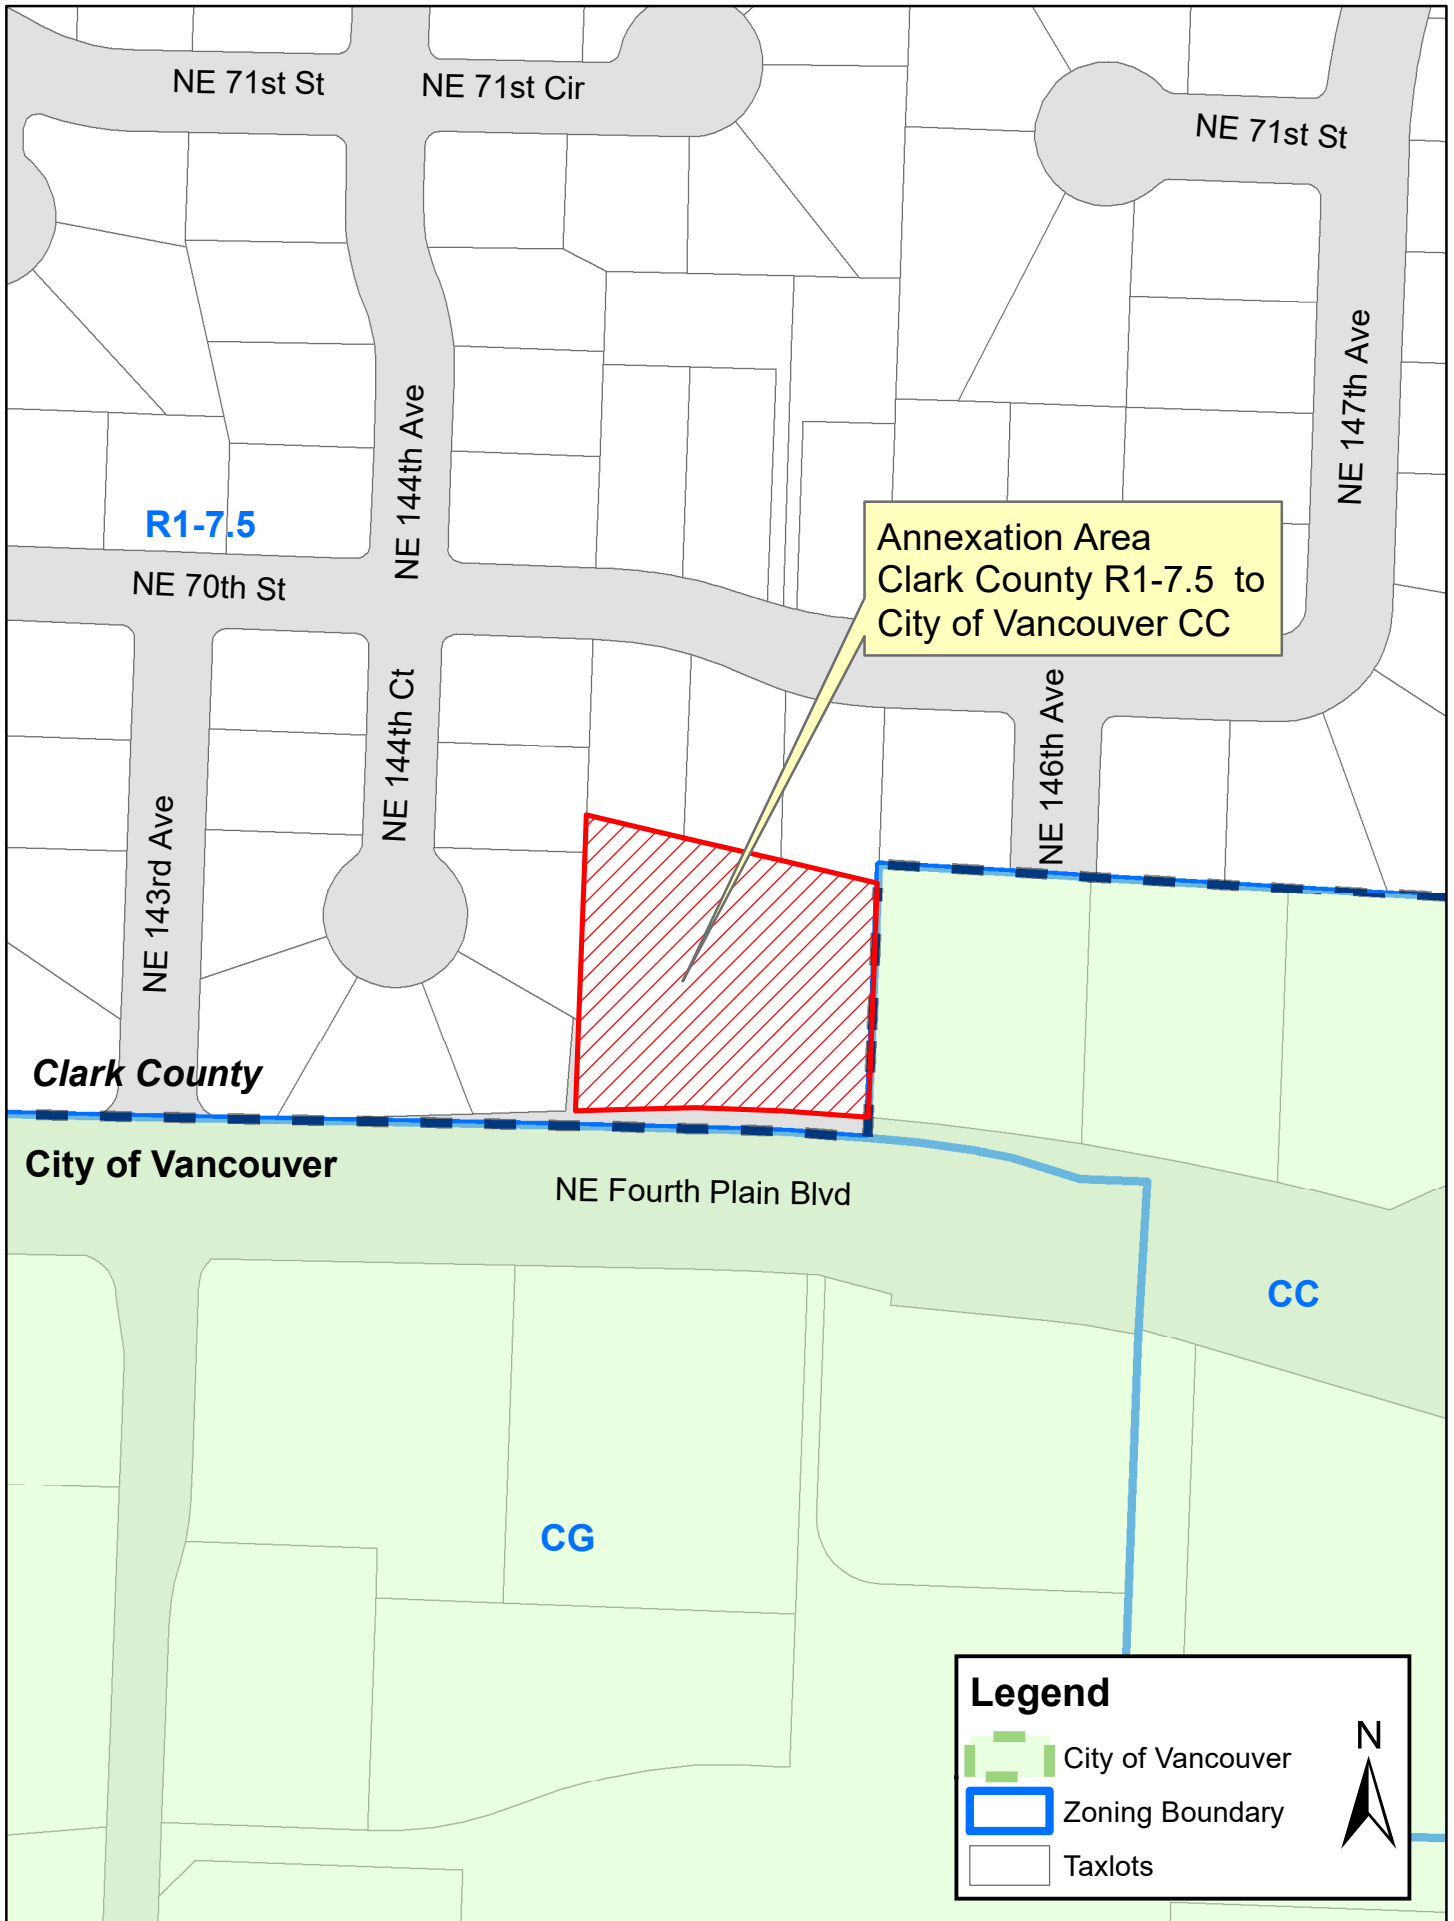 NE 71st St
NE 71st Cir
NE 71st St
NE 147th Ave
NE 144th Ave
R1-7.5
NE 70th St
Annexation Area
Clark County R1-7.5 to
City of Vancouver CC
NE 144th Ct
NE 146th Ave
NE 143rd Ave
Clark County
City of Vancouver
NE Fourth Plain Blvd
CC
CG
Legend
N
City of Vancouver
Zoning Boundary
Taxlots